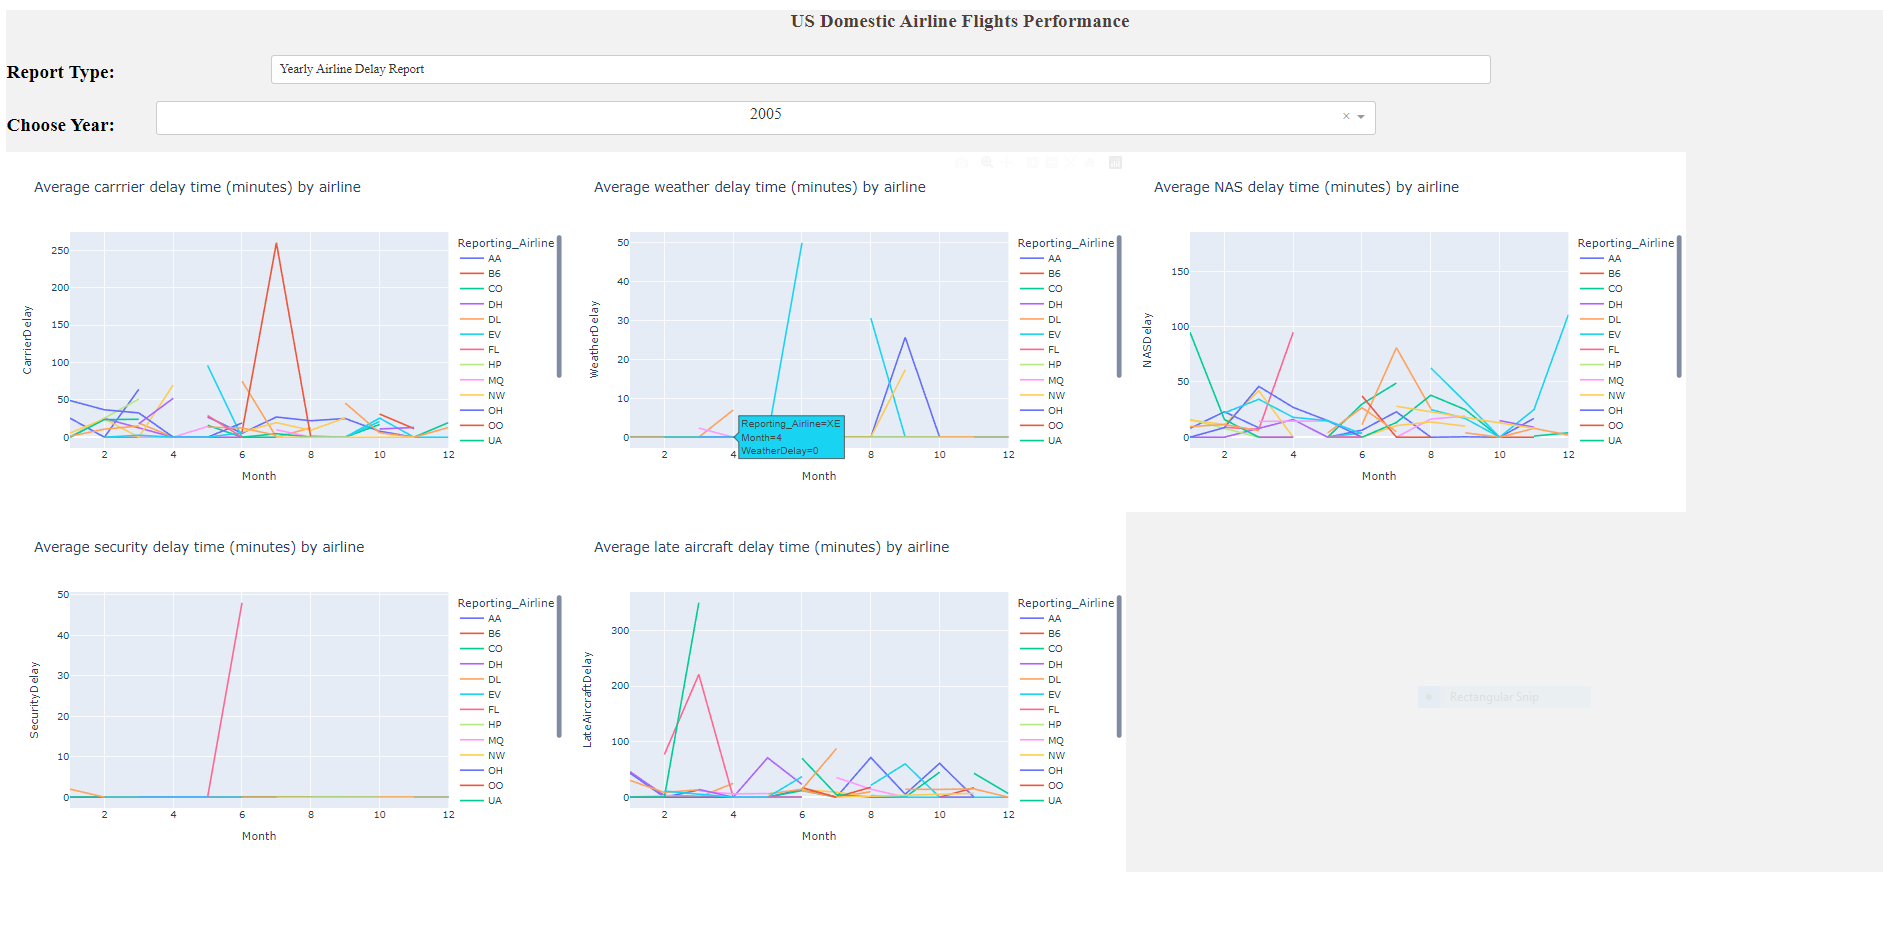 US Domestic Airline Flights Performance
Report Type:
Yearly Airline Delay Report
Choose Year:
2005
×
Average carrrier delay time (minutes) by airline
CarrierDelay
250
200
150
100
50
0
2 4 6 8 10 12
Month
Reporting_Airline
AA
B6
CO
DH
DL
EV
FL
HP
MQ
NW
OH
OO
UA
Average weather delay time (minutes) by airline
WeatherDelay
50
40
30
20
10
0
2 4 6 8 10 12
Month
Reporting_Airline=XE
Month=4
WeatherDelay=0
Reporting_Airline
AA
B6
CO
DH
DL
EV
FL
HP
MQ
NW
OH
OO
UA
Average NAS delay time (minutes) by airline
NASDelay
150
100
50
0
2 4 6 8 10 12
Month
Reporting_Airline
AA
B6
CO
DH
DL
EV
FL
HP
MQ
NW
OH
OO
UA
Average security delay time (minutes) by airline
SecurityDelay
50
40
30
20
10
0
2 4 6 8 10 12
Month
Reporting_Airline
AA
B6
CO
DH
DL
EV
FL
HP
MQ
NW
OH
OO
UA
Average late aircraft delay time (minutes) by airline
LateAircraftDelay
300
200
100
0
2 4 6 8 10 12
Month
Reporting_Airline
AA
B6
CO
DH
DL
EV
FL
HP
MQ
NW
OH
OO
UA
Rectangular Snip